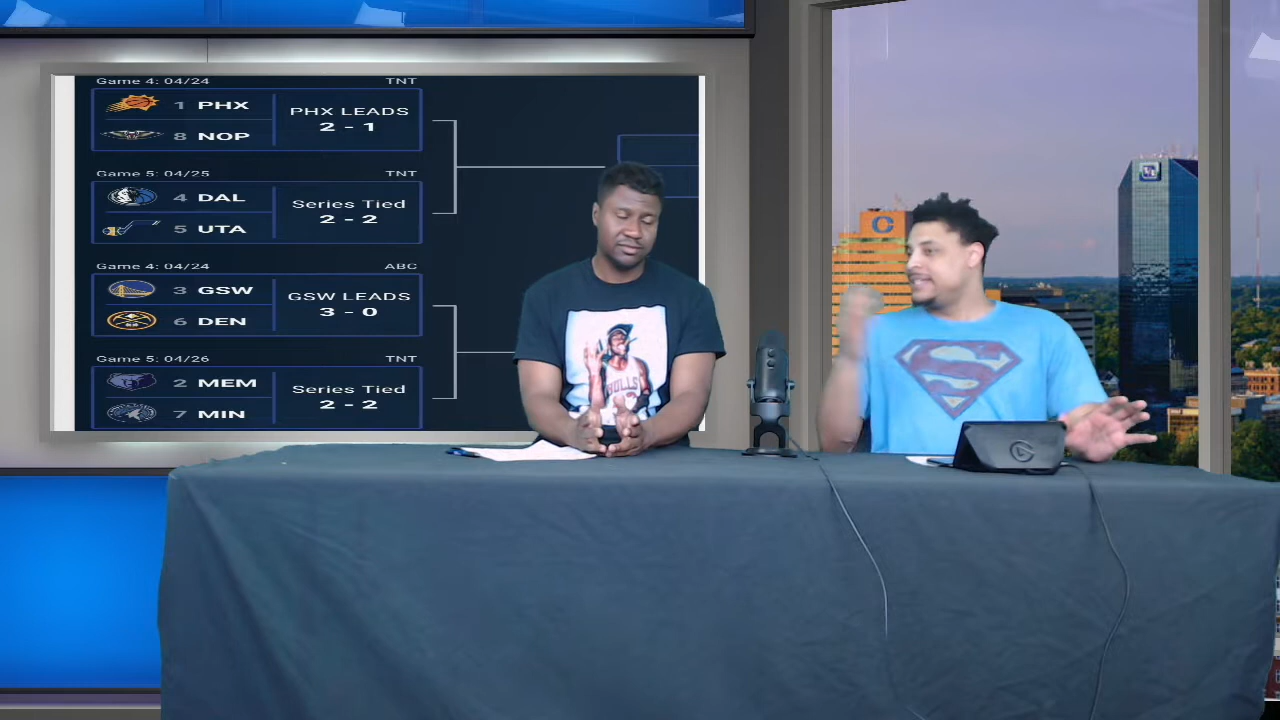 Game 4: 04/24 TNT
1 PHX
PHX LEADS
2 - 1
8 NOP
Game 5: 04/25 TNT
4 DAL
Series Tied
2 - 2
5 UTA
Game 4: 04/24 ABC
3 GSW
GSW LEADS
3 - 0
6 DEN
Game 5: 04/26 TNT
2 MEM
Series Tied
2 - 2
7 MIN
BULLS